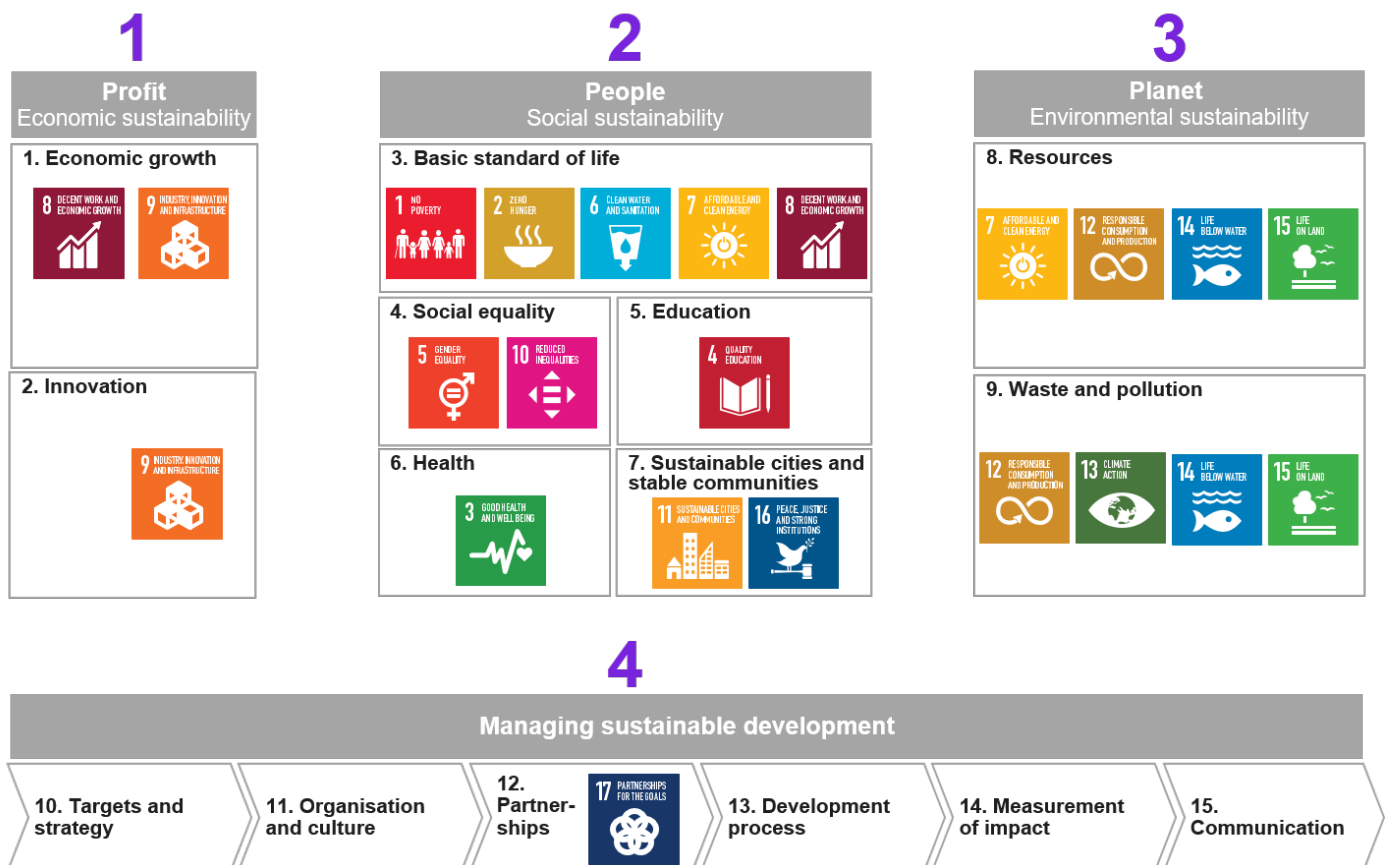 1
2
3
Profit
Economic sustainability
People
Social sustainability
Planet
Environmental sustainability
1. Economic growth
8 DECENT WORK AND
ECONOMIC GROWTH
9 INDUSTRY, INNOVATION
AND INFRASTRUCTURE
2. Innovation
9 INDUSTRY, INNOVATION
AND INFRASTRUCTURE
3. Basic standard of life
1 NO
POVERTY
2 ZERO
HUNGER
6 CLEAN WATER
AND SANITATION
7 AFFORDABLE AND
CLEAN ENERGY
8 DECENT WORK AND
ECONOMIC GROWTH
4. Social equality
5 GENDER
EQUALITY
10 REDUCED
INEQUALITIES
5. Education
4 QUALITY
EDUCATION
6. Health
3 GOOD HEALTH
AND WELL BEING
7. Sustainable cities and
stable communities
11 SUSTAINABLE CITIES
AND COMMUNITIES
16 PEACE, JUSTICE
AND STRONG
INSTITUTIONS
8. Resources
7 AFFORDABLE AND
CLEAN ENERGY
12 RESPONSIBLE
CONSUMPTION
AND PRODUCTION
14 LIFE
BELOW WATER
15 LIFE
ON LAND
9. Waste and pollution
12 RESPONSIBLE
CONSUMPTION
AND PRODUCTION
13 CLIMATE
ACTION
14 LIFE
BELOW WATER
15 LIFE
ON LAND
4
Managing sustainable development
10. Targets and
strategy
11. Organisation
and culture
12.
Partner-
ships
17 PARTNERSHIPS
FOR THE GOALS
13. Development
process
14. Measurement
of impact
15.
Communication